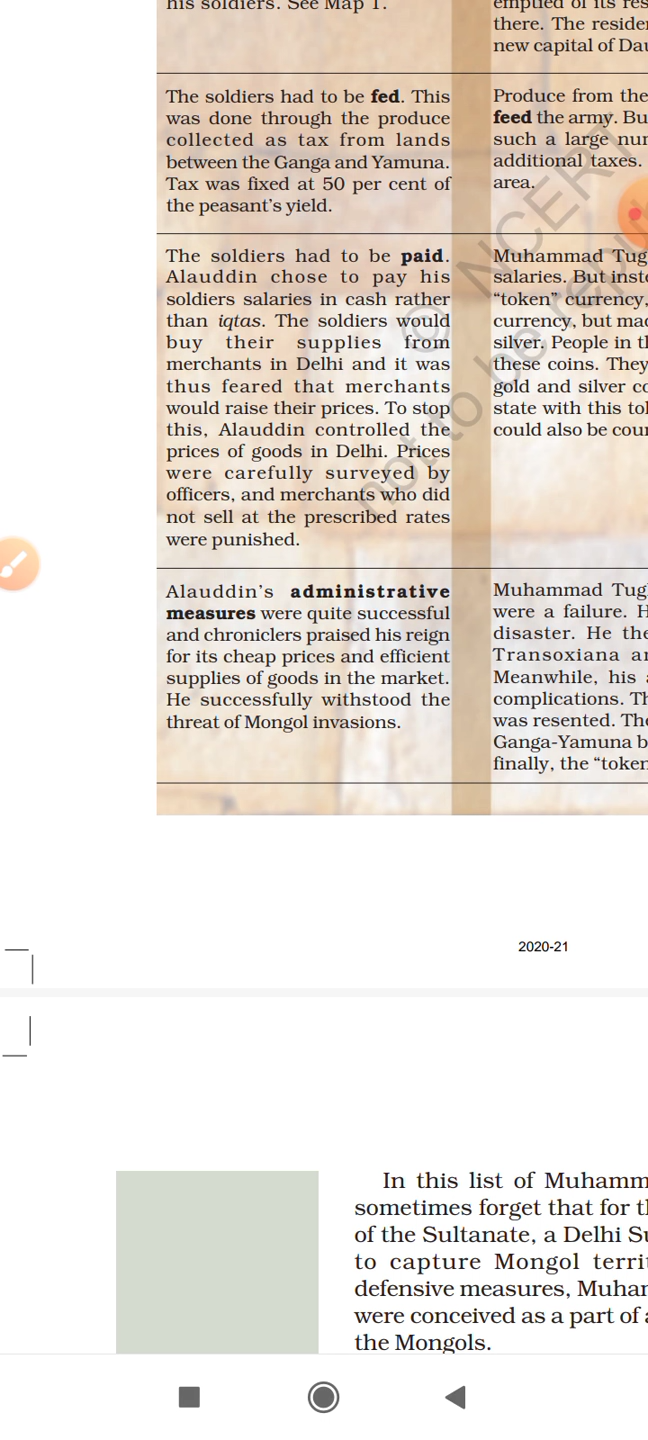 his soldiers. See Map 1.
The soldiers had to be fed. This
was done through the produce
collected as tax from lands
between the Ganga and Yamuna.
Tax was fixed at 50 per cent of
the peasant's yield.
The soldiers had to be paid.
Alauddin chose to pay his
soldiers salaries in cash rather
than iqtas. The soldiers would
buy their supplies from
merchants in Delhi and it was
thus feared that merchants
would raise their prices. To stop
this, Alauddin controlled the
prices of goods in Delhi. Prices
were carefully surveyed by
officers, and merchants who did
not sell at the prescribed rates
were punished.
Alauddin's administrative
measures were quite successful
and chroniclers praised his reign
for its cheap prices and efficient
supplies of goods in the market.
He successfully withstood the
threat of Mongol invasions.
emptied of its res
there. The reside
new capital of Dau
Produce from the
feed the army. Bu
such a large nu
additional taxes.
area.
Muhammad Tug
salaries. But inste
"token" currency,
currency, but mad
silver. People in t
these coins. They
gold and silver co
state with this tol
could also be cou
Muhammad Tug
were a failure. H
disaster. He the
Transoxiana a
Meanwhile, his
complications. Th
was resented. The
Ganga-Yamuna b
finally, the "token
© NCERT
not to be repu
2020-21
In this list of Muhamm
sometimes forget that for t
of the Sultanate, a Delhi Su
to capture Mongol territ
defensive measures, Muha
were conceived as a part of
the Mongols.